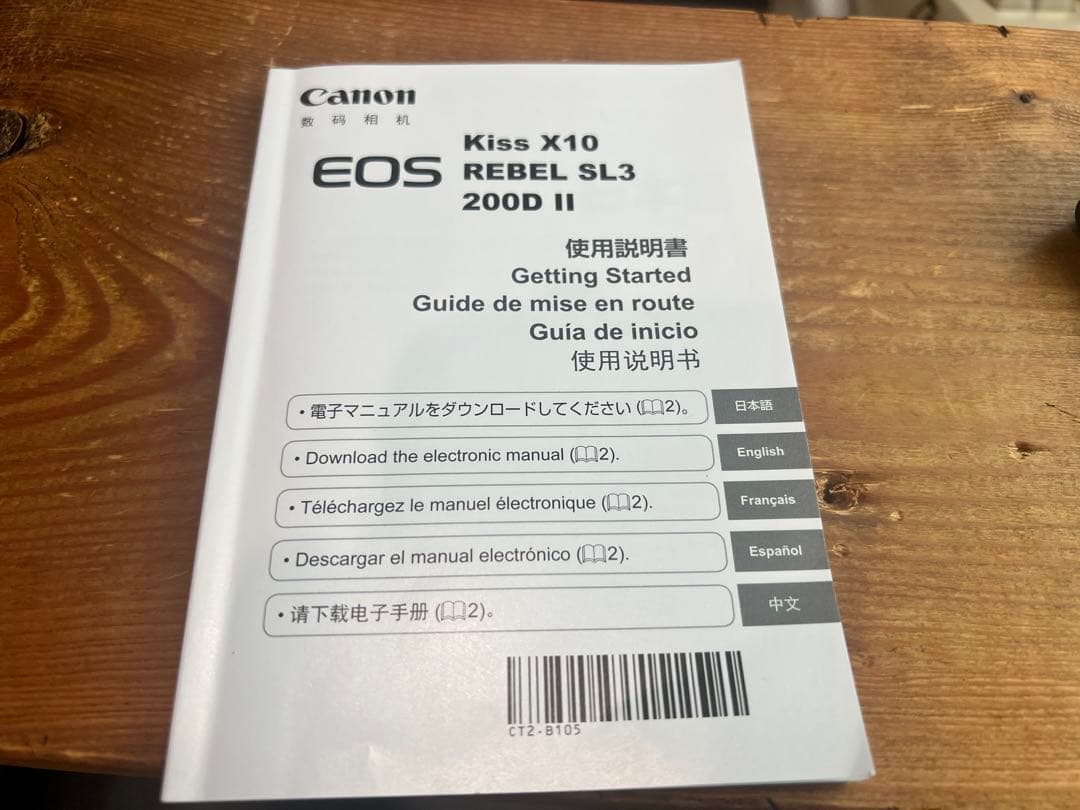 Canon
数 码 相 机
EOS
Kiss X10
REBEL SL3
200D II
使用説明書
Getting Started
Guide de mise en route
Guía de inicio
使用说明书
・電子マニュアルをダウンロードしてください (2)。
日本語
• Download the electronic manual (2).
English
• Téléchargez le manuel électronique (2).
Français
• Descargar el manual electrónico (2).
Español
• 请下载电子手册 (2)。
中文
CT2-B105